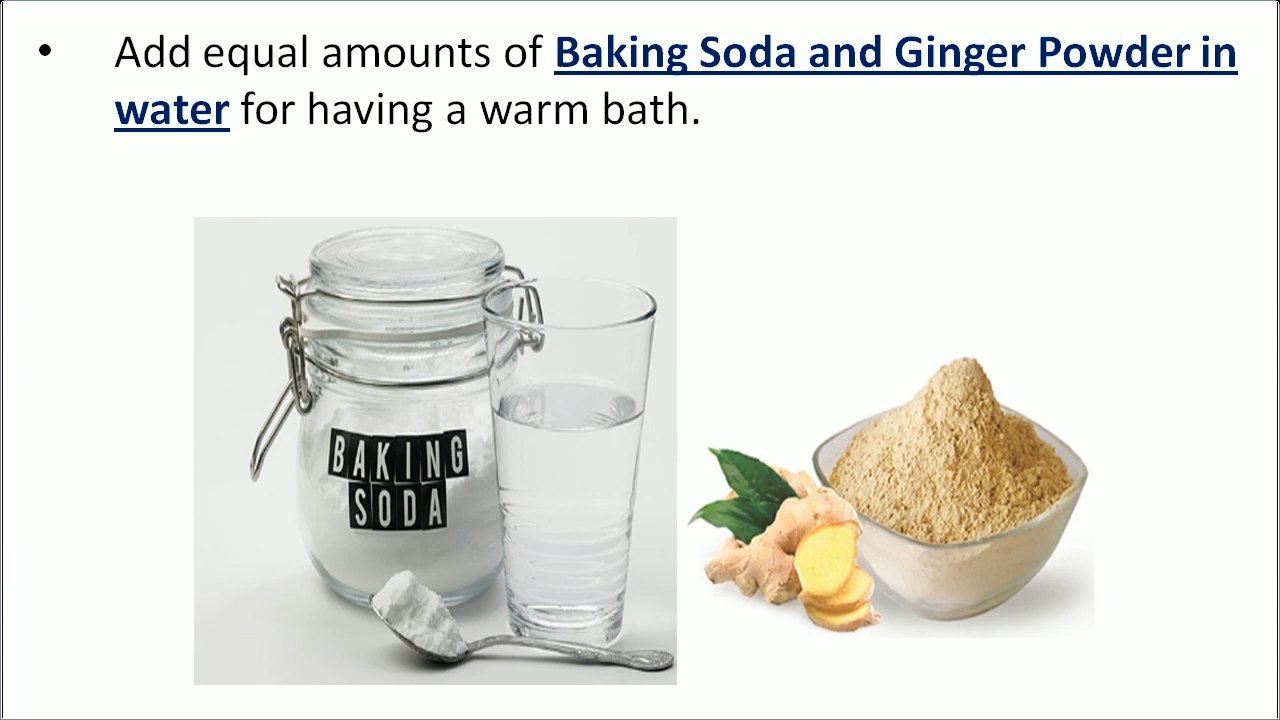 • Add equal amounts of Baking Soda and Ginger Powder in
water for having a warm bath.
BAKING
SODA